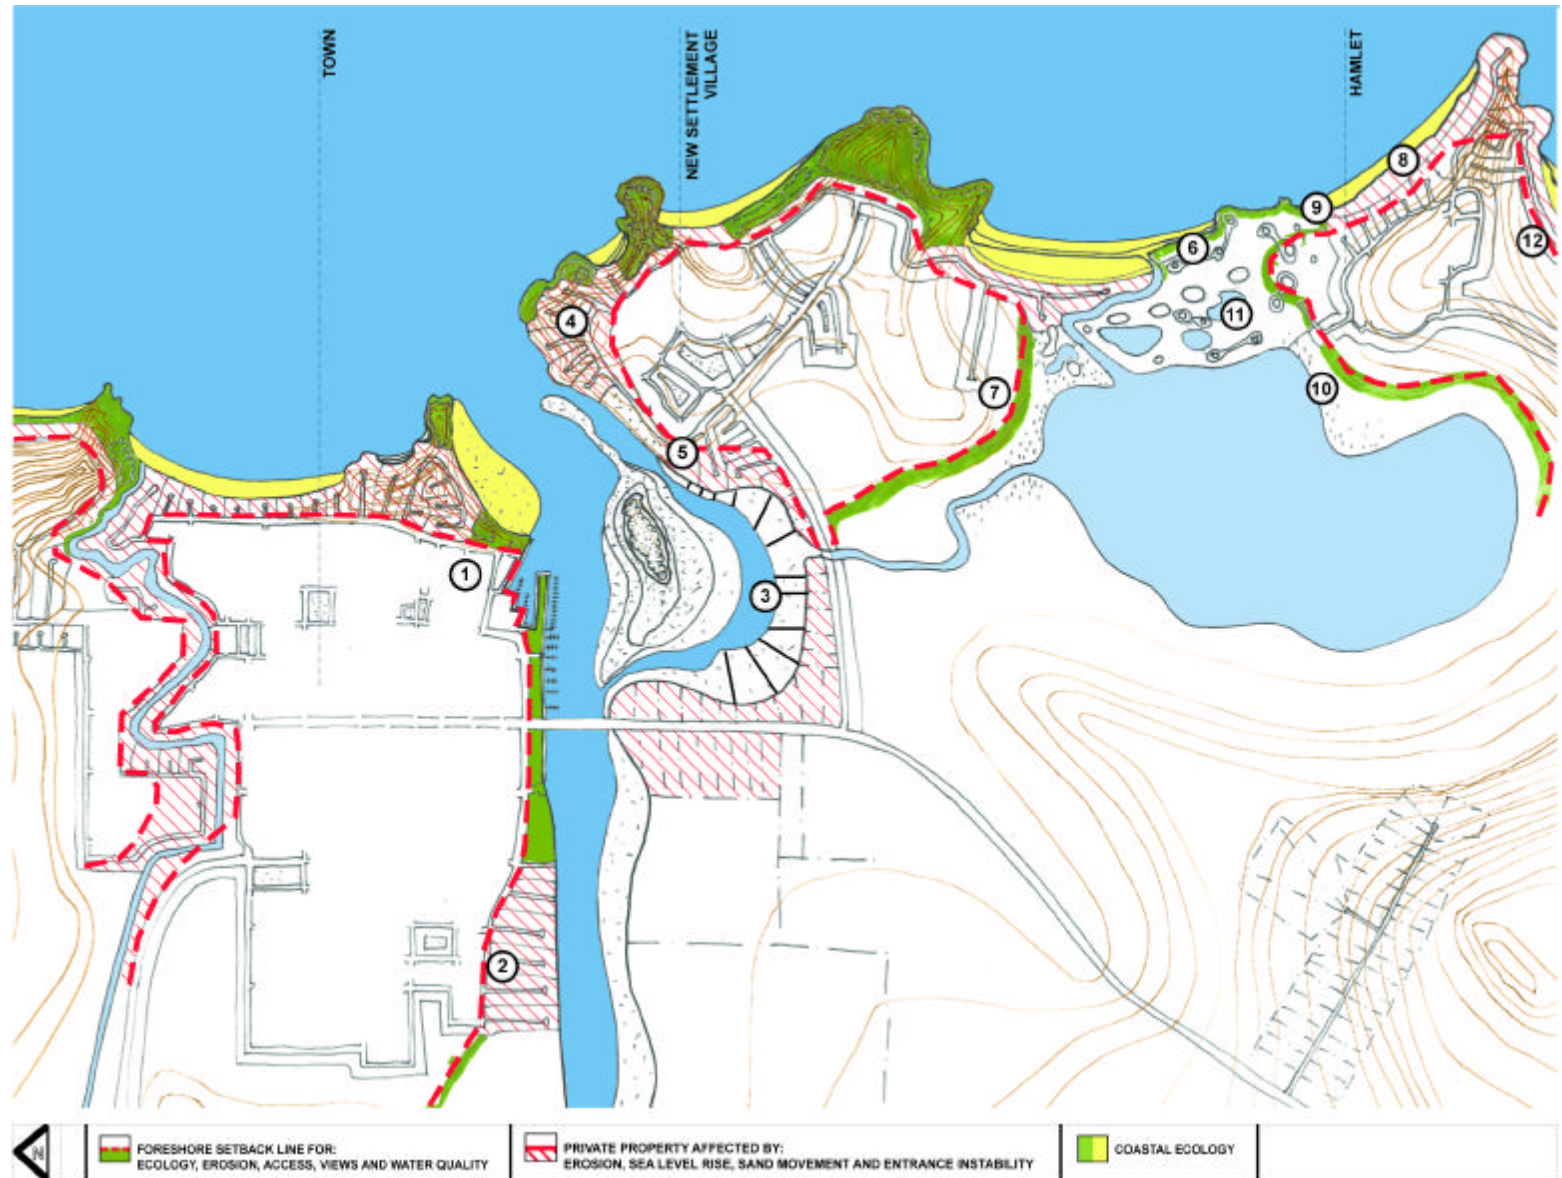 TOWN
NEW SETTLEMENT
VILLAGE
HAMLET
8
9
12
6
11
4
10
7
5
1
3
2
N
FORESHORE SETBACK LINE FOR:
ECOLOGY, EROSION, ACCESS, VIEWS AND WATER QUALITY
PRIVATE PROPERTY AFFECTED BY:
EROSION, SEA LEVEL RISE, SAND MOVEMENT AND ENTRANCE INSTABILITY
COASTAL ECOLOGY